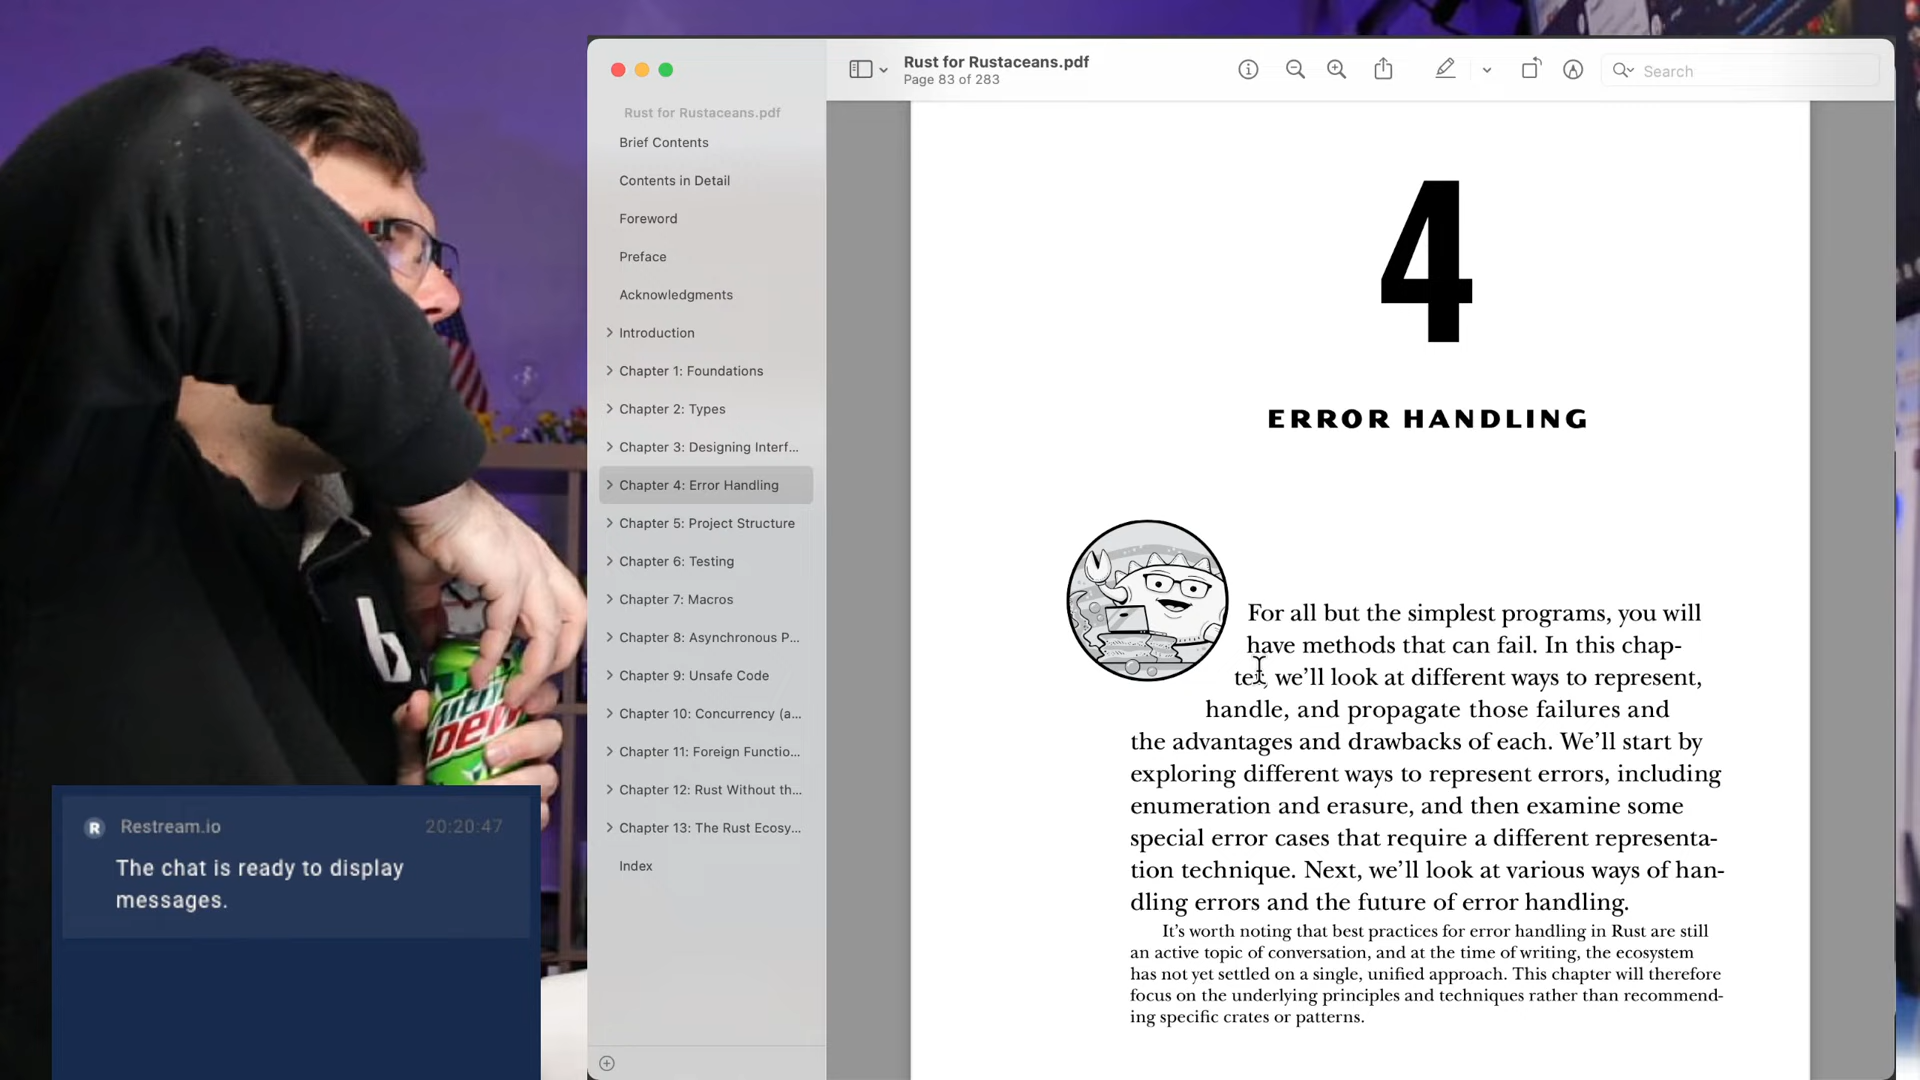 Rust for Rustaceans.pdf
Page 83 of 283
Search
Rust for Rustaceans.pdf
Brief Contents
Contents in Detail
Foreword
Preface
Acknowledgments
Introduction
Chapter 1: Foundations
Chapter 2: Types
Chapter 3: Designing Interf...
Chapter 4: Error Handling
Chapter 5: Project Structure
Chapter 6: Testing
Chapter 7: Macros
Chapter 8: Asynchronous P...
Chapter 9: Unsafe Code
Chapter 10: Concurrency (a...
Chapter 11: Foreign Functio...
Chapter 12: Rust Without th...
Chapter 13: The Rust Ecosy...
Index
4
ERROR HANDLING
For all but the simplest programs, you will
have methods that can fail. In this chap-
ter, we’ll look at different ways to represent,
handle, and propagate those failures and
the advantages and drawbacks of each. We’ll start by
exploring different ways to represent errors, including
enumeration and erasure, and then examine some
special error cases that require a different representa-
tion technique. Next, we’ll look at various ways of han-
dling errors and the future of error handling.
It’s worth noting that best practices for error handling in Rust are still
an active topic of conversation, and at the time of writing, the ecosystem
has not yet settled on a single, unified approach. This chapter will therefore
focus on the underlying principles and techniques rather than recommend-
ing specific crates or patterns.
mtn
DEW
b
R Restream.io 20:20:47
The chat is ready to display
messages.